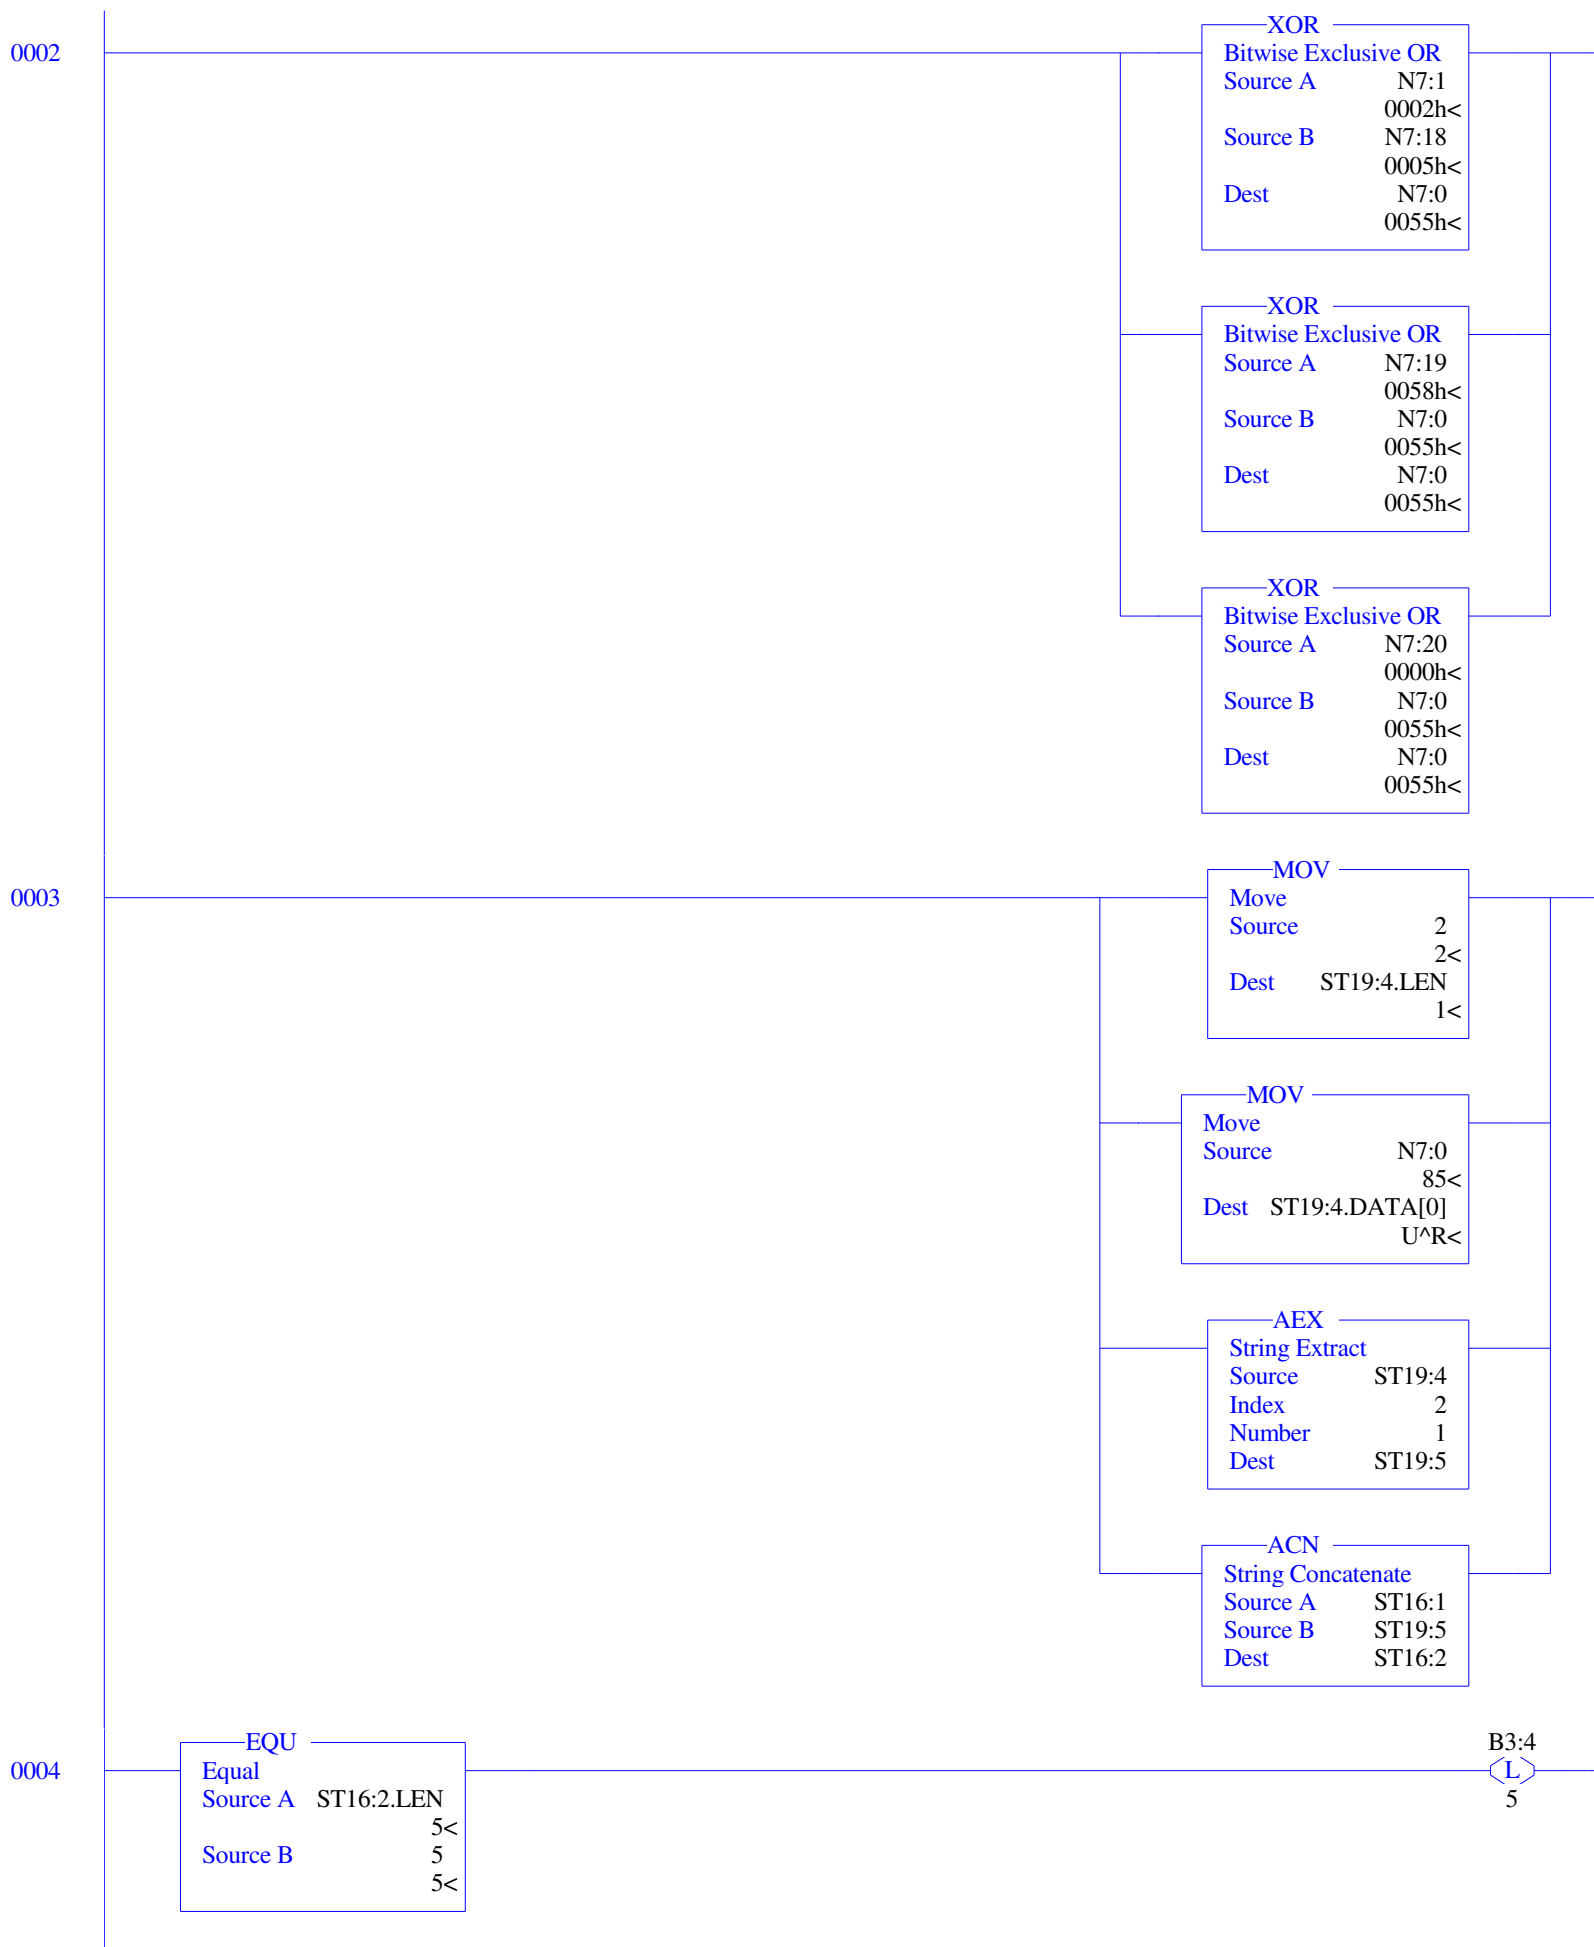 XOR
0002
Bitwise Exclusive OR
Source A N7:1
0002h<
Source B N7:18
0005h<
Dest N7:0
0055h<
XOR
Bitwise Exclusive OR
Source A N7:19
0058h<
Source B N7:0
0055h<
Dest N7:0
0055h<
XOR
Bitwise Exclusive OR
Source A N7:20
0000h<
Source B N7:0
0055h<
Dest N7:0
0055h<
MOV
0003
Move
Source 2
2<
Dest ST19:4.LEN
1<
MOV
Move
Source N7:0
85<
Dest ST19:4.DATA[0]
U^R<
AEX
String Extract
Source ST19:4
Index 2
Number 1
Dest ST19:5
ACN
String Concatenate
Source A ST16:1
Source B ST19:5
Dest ST16:2
0004
EQU
Equal
Source A ST16:2.LEN
5<
Source B 5
5<
B3:4
L
5